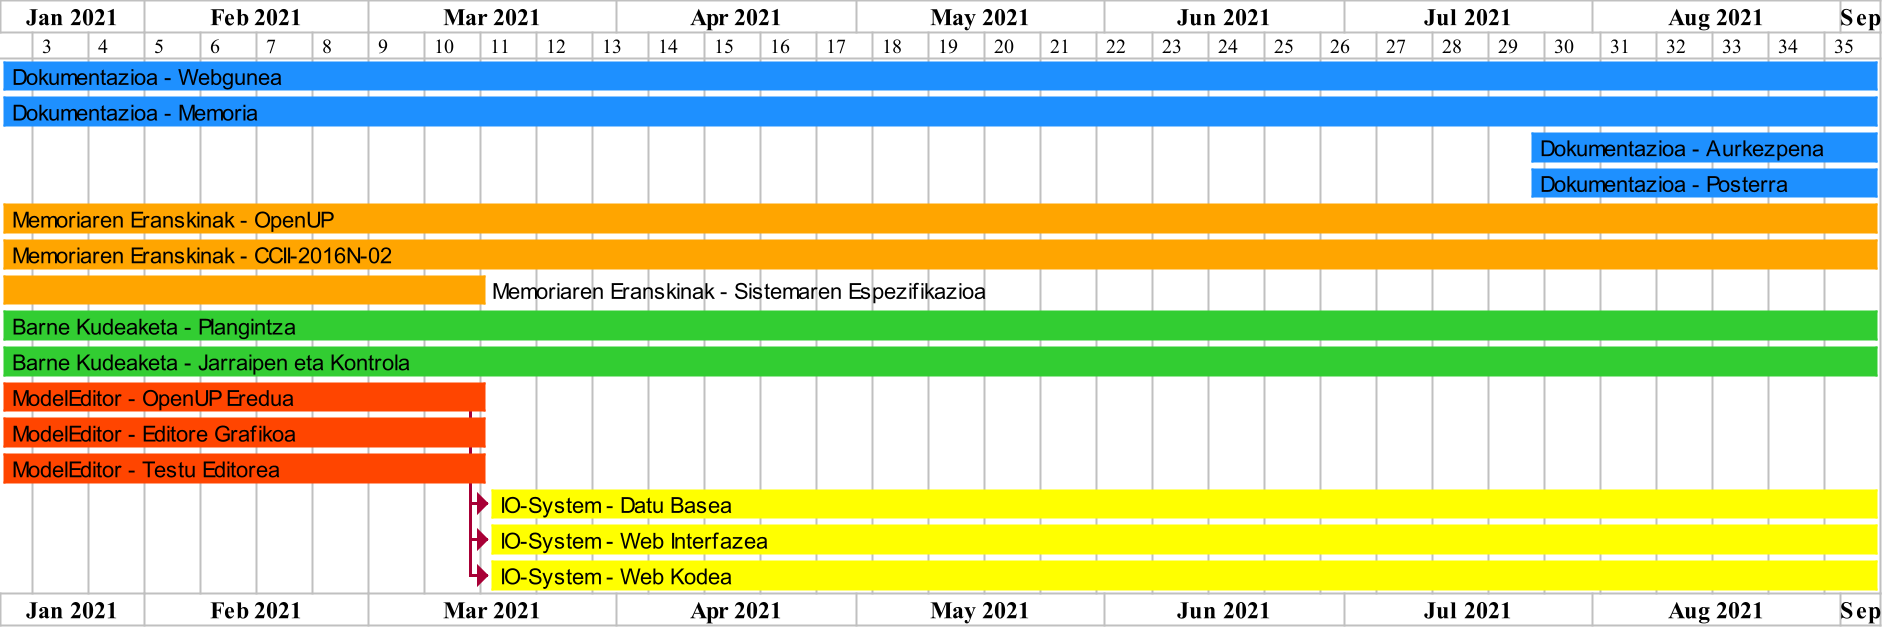 Jan 2021 Feb 2021 Mar 2021 Apr 2021 May 2021 Jun 2021 Jul 2021 Aug 2021 Sep
3 4 5 6 7 8 9 10 11 12 13 14 15 16 17 18 19 20 21 22 23 24 25 26 27 28 29 30 31 32 33 34 35
Dokumentazioa - Webgunea
Dokumentazioa - Memoria
Dokumentazioa - Aurkezpena
Dokumentazioa - Posterra
Memoriaren Eranskinak - OpenUP
Memoriaren Eranskinak - CCII-2016N-02
Memoriaren Eranskinak - Sistemaren Espezifikazioa
Barne Kudeaketa - Plangintza
Barne Kudeaketa - Jarraipen eta Kontrola
ModelEditor - OpenUP Eredua
ModelEditor - Editore Grafikoa
ModelEditor - Testu Editorea
IO-System - Datu Basea
IO-System - Web Interfazea
IO-System - Web Kodea
Jan 2021 Feb 2021 Mar 2021 Apr 2021 May 2021 Jun 2021 Jul 2021 Aug 2021 Sep